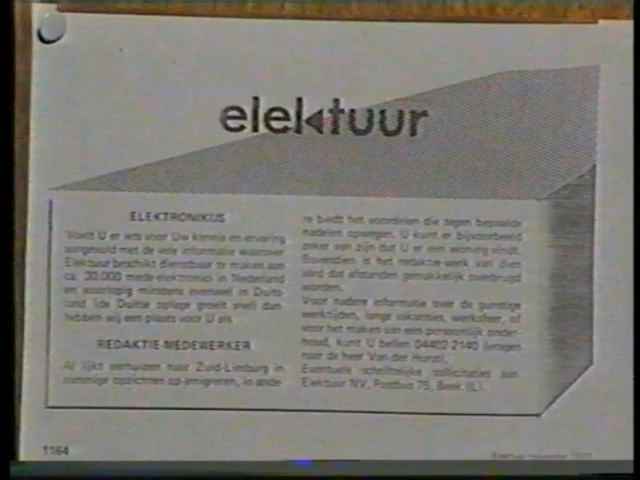 elektuur
ELEKTRONIKUS
Voelt U er iets voor Uw kennis en ervaring
aangevuld met de vele informatie waarover
Elektuur beschikt dienstbaar te maken aan
ca. 30.000 mede-elektronici in Nederland
en voorlopig minstens evenveel in Duits-
land (de Duitse oplage groeit snel) dan
hebben wij een plaats voor U als
REDAKTIE-MEDEWERKER
Al lijkt verhuizen naar Zuid-Limburg in
sommige opzichten op emigreren, in ande-
re biedt het voordelen die tegen bepaalde
nadelen opwegen. U kunt er bijvoorbeeld
zeker van zijn dat U er een woning vindt.
Bovendien is het redaktie-werk van dien
aard dat afstanden gemakkelijk overbrugd
worden.
Voor nadere informatie over de gunstige
werktijden, lange vakanties, werksfeer, of
voor het maken van een persoonlijk onder-
houd, kunt U bellen 04402-2140 (vragen
naar de heer Van der Horst).
Eventuele schriftelijke sollicitaties aan
Elektuur NV, Postbus 75, Beek (L).
1164
Elektuur november